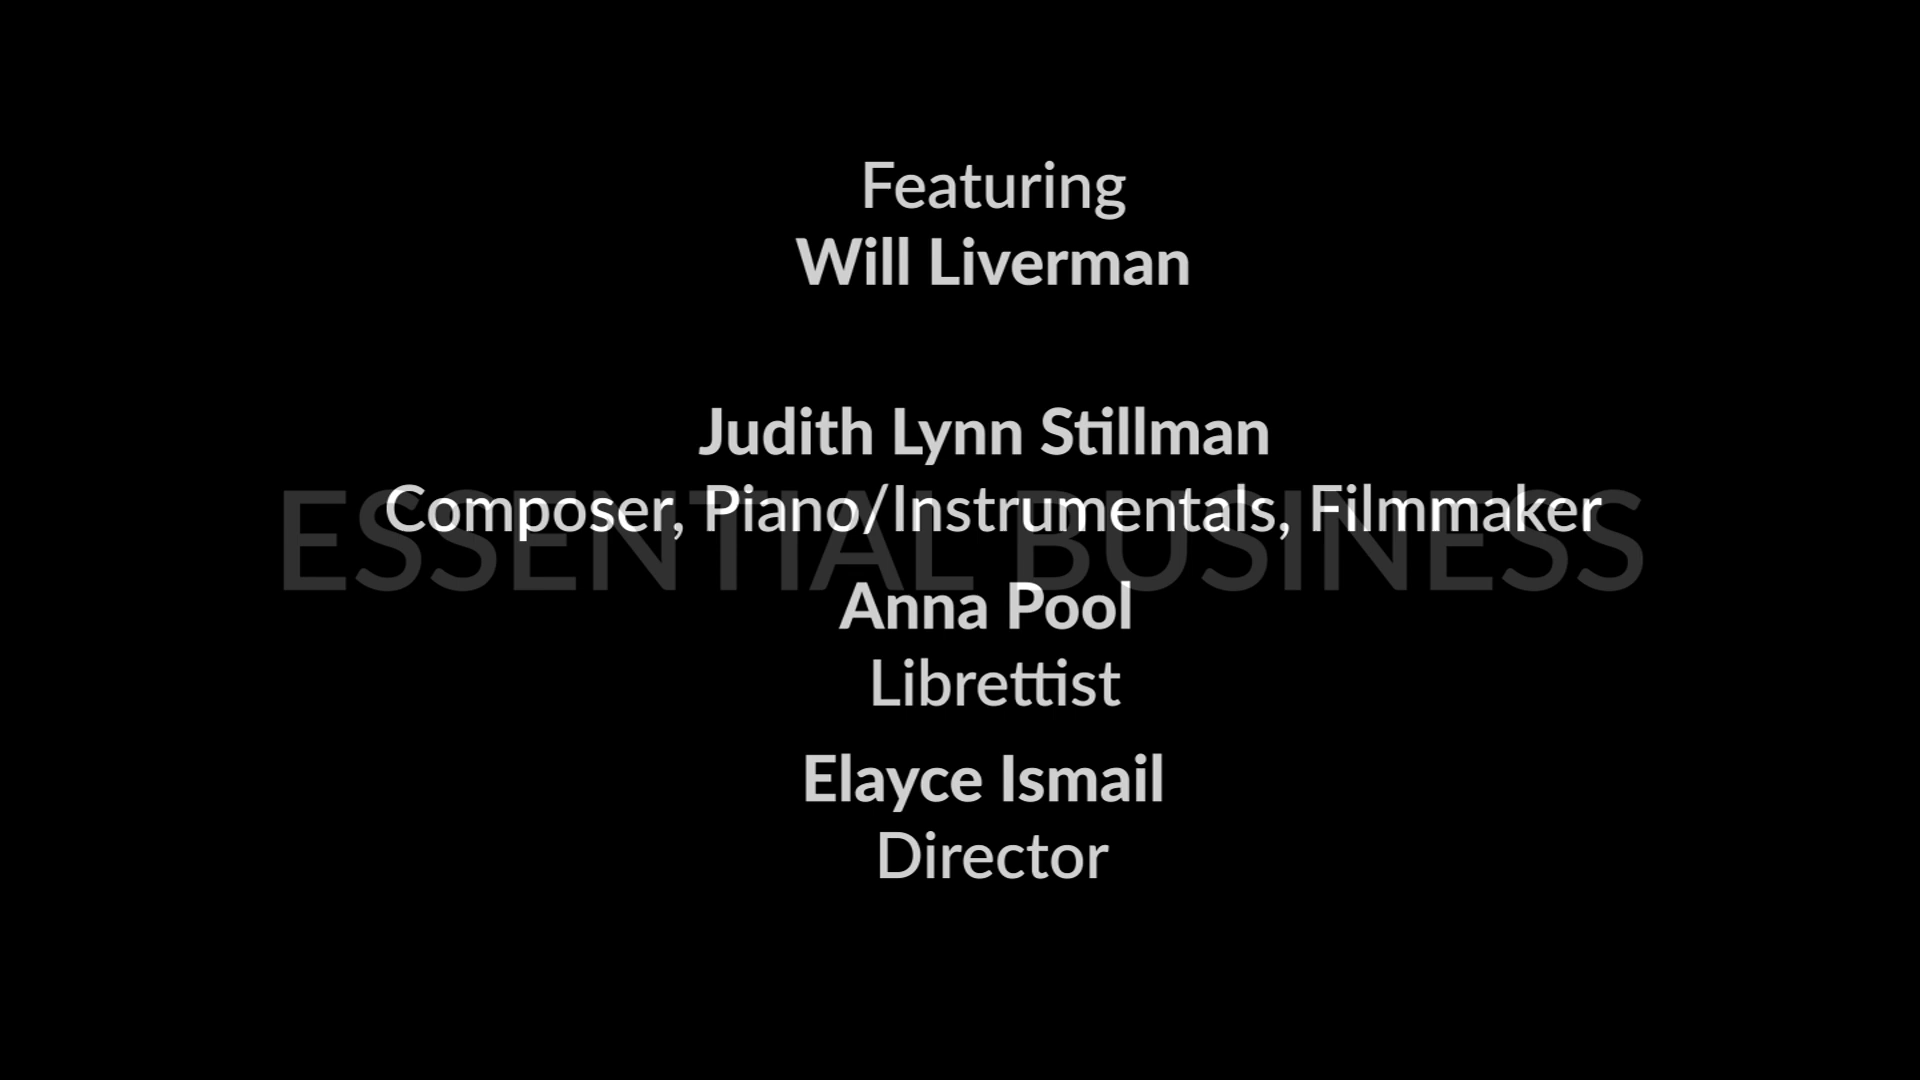 Featuring
Will Liverman
Judith Lynn Stillman
Composer, Piano/Instrumentals, Filmmaker
ESSENTIAL BUSINESS
Anna Pool
Librettist
Elayce Ismail
Director